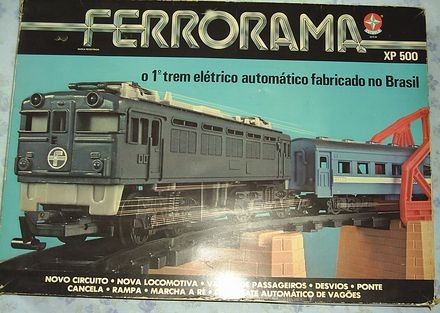 FERRORAMA
XP 500
o 1º trem elétrico automático fabricado no Brasil
NOVO CIRCUITO • NOVA LOCOMOTIVA • DE PASSAGEIROS • DESVIOS • PONTE
CANCELA • RAMPA • MARCHA A RÉ • AUTOMÁTICO DE VAGÕES